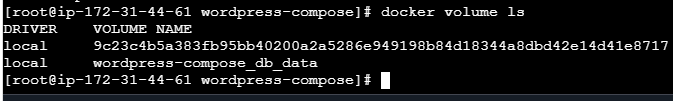 [root@ip-172-31-44-61 wordpress-compose]# docker volume ls
DRIVER    VOLUME NAME
local     9c23c4b5a383fb95bb40200a2a5286e949198b84d18344a8dbd42e14d41e8717
local     wordpress-compose_db_data
[root@ip-172-31-44-61 wordpress-compose]#